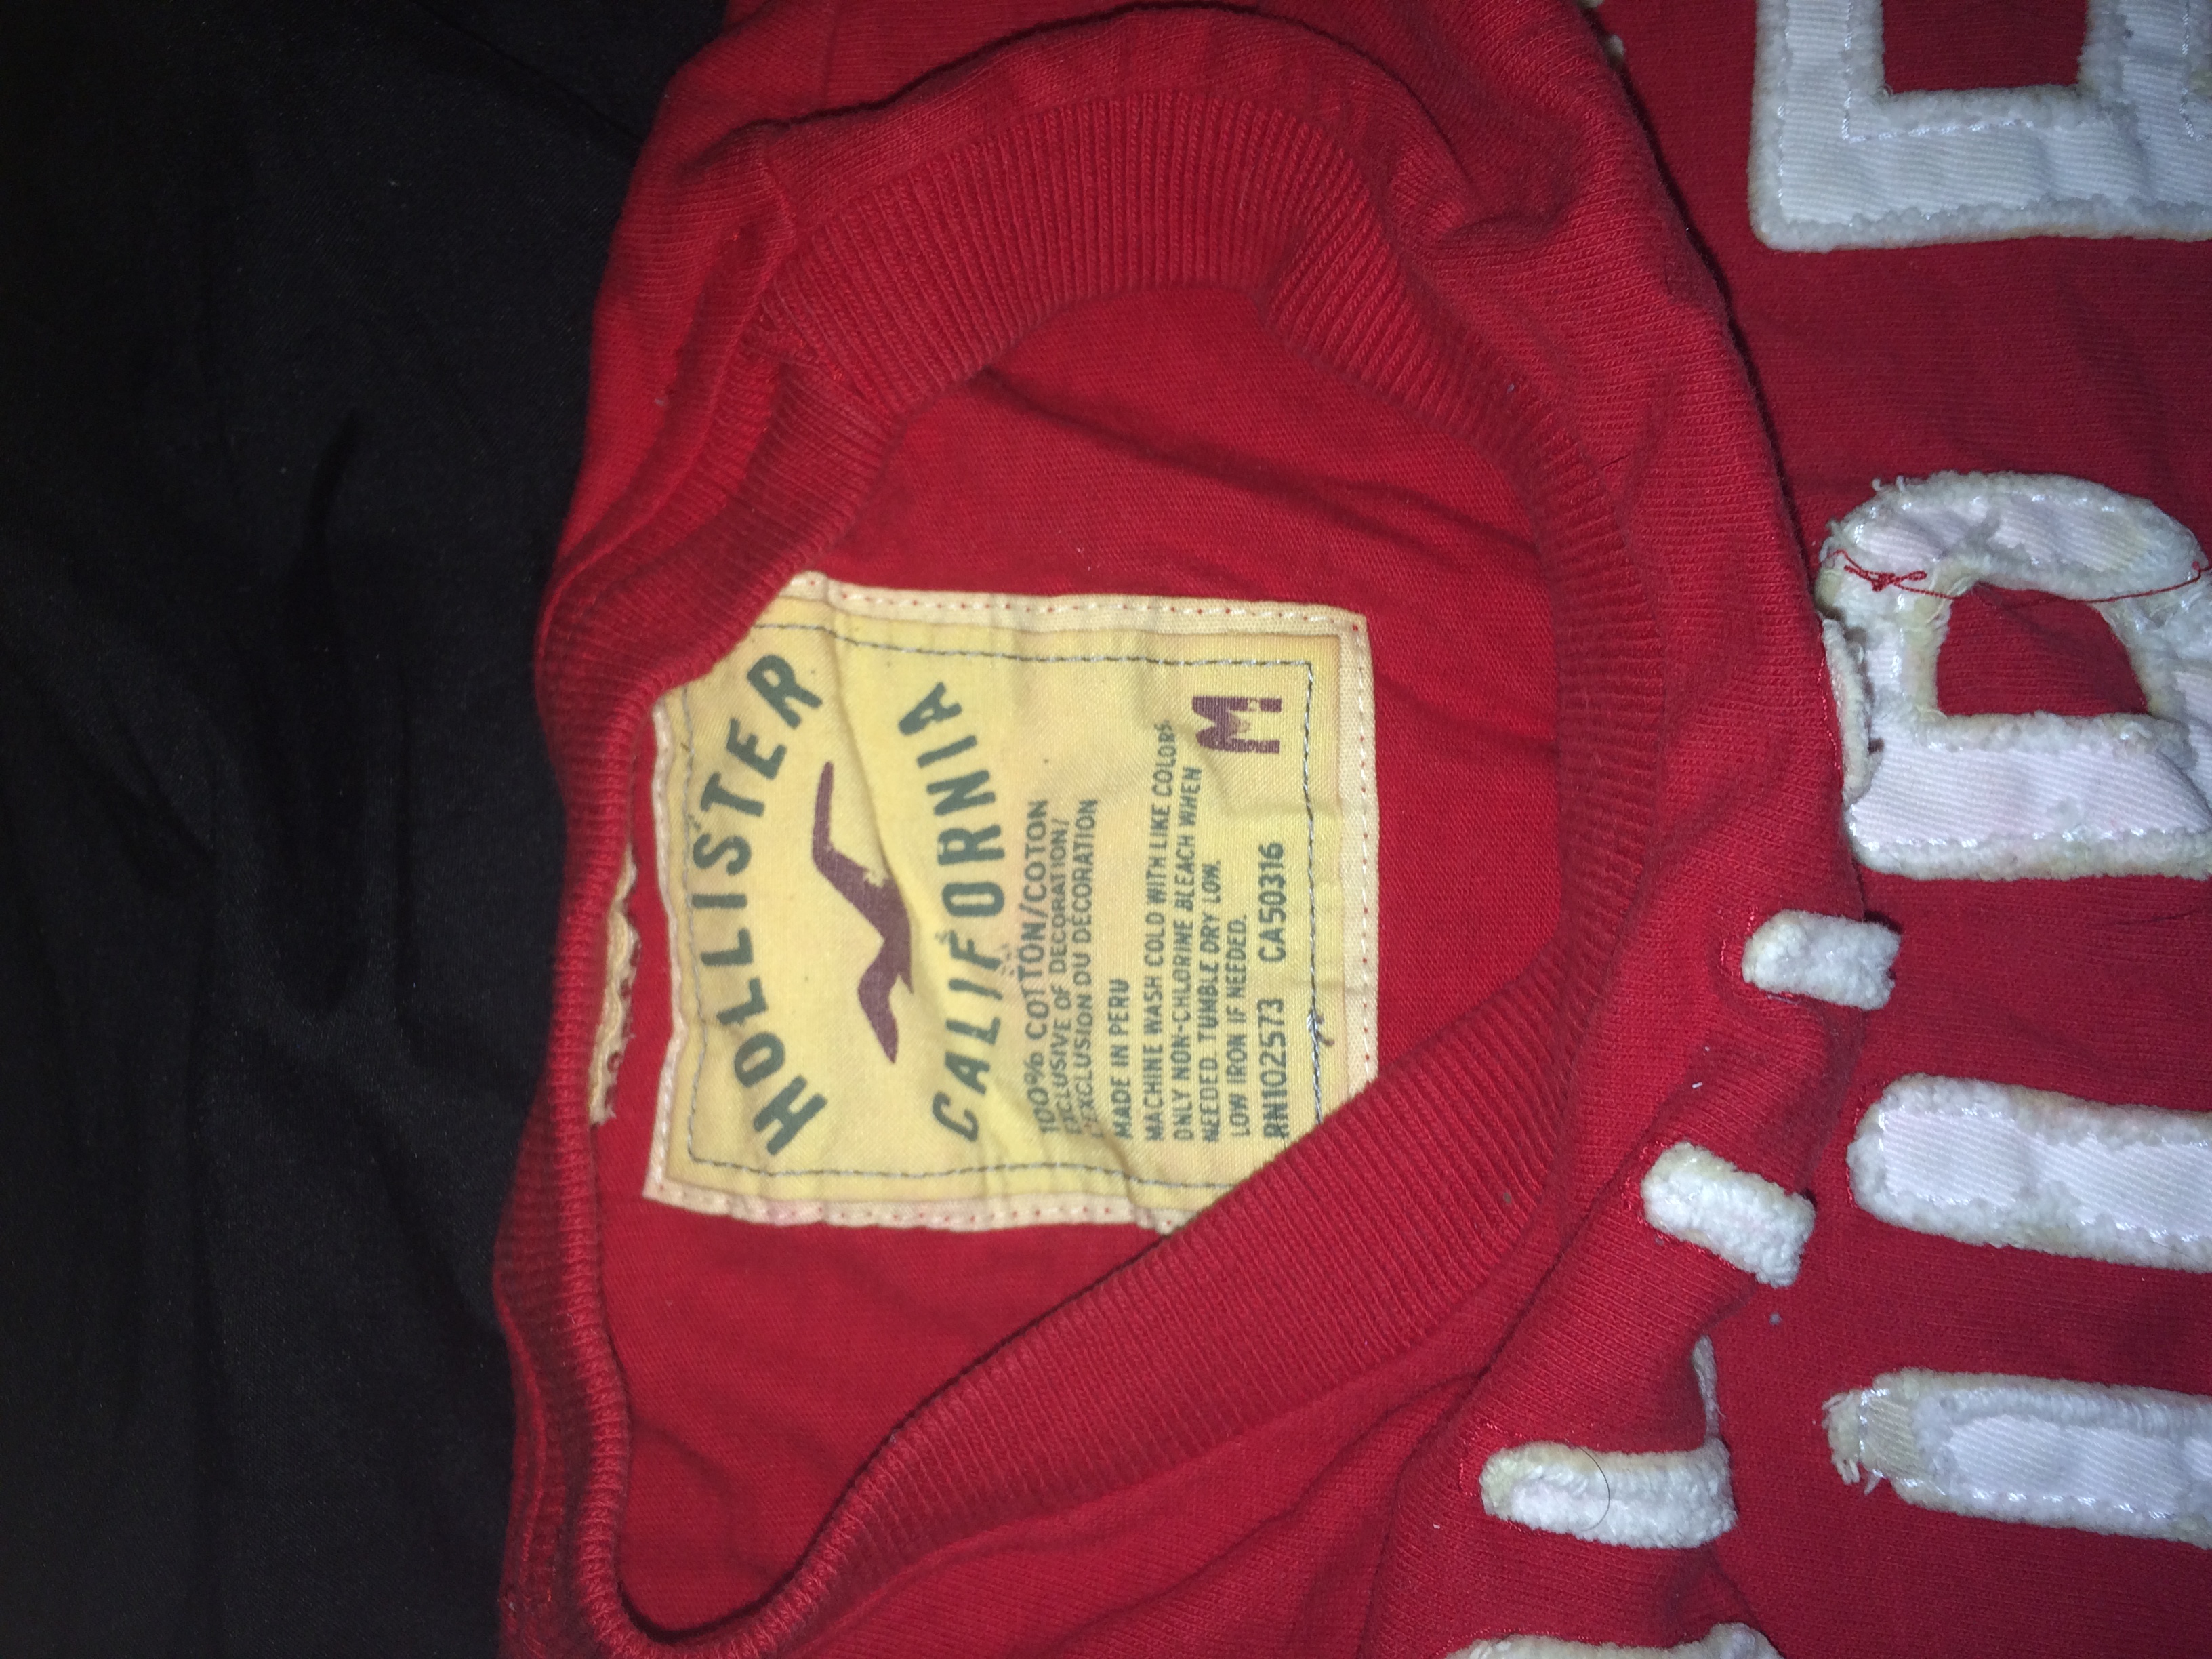 HOLLISTER
CALIFORNIA
100% COTTON/COTON
EXCLUSIVE OF DECORATION/
L'EXCLUSION DU DÉCORATION
MADE IN PERU
MACHINE WASH COLD WITH LIKE COLORS.
ONLY NON-CHLORINE BLEACH WHEN
NEEDED. TUMBLE DRY LOW.
LOW IRON IF NEEDED.
M
RN102573 CA50316